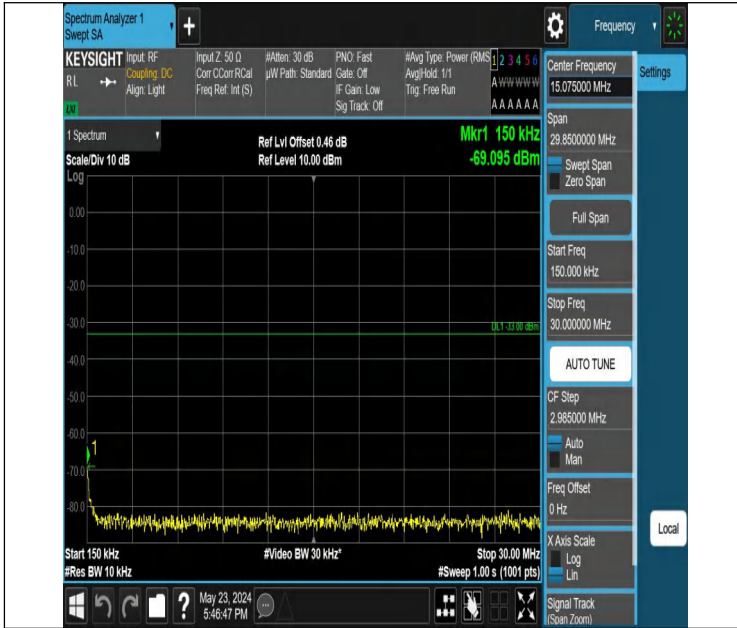 Spectrum Analyzer 1
Swept SA
+
Frequency
KEYSIGHT
RL
Input: RF
Coupling: DC
Align: Light
Input Z: 50 Ω
Corr CCorr RCal
Freq Ref: Int (S)
#Atten: 30 dB
µW Path: Standard
PNO: Fast
Gate: Off
IF Gain: Low
Sig Track: Off
#Avg Type: Power (RMS
Avg|Hold: 1/1
Trig: Free Run
1 2 3 4 5 6
A W W W W W
A A A A A A
1 Spectrum
Scale/Div 10 dB
Log
Ref Lvl Offset 0.46 dB
Ref Level 10.00 dBm
Mkr1 150 kHz
-69.095 dBm
0.00
-10.0
-20.0
-30.0
DL1 -33.00 dBm
-40.0
-50.0
-60.0
1
-70.0
-80.0
Start 150 kHz
#Res BW 10 kHz
#Video BW 30 kHz*
Stop 30.00 MHz
#Sweep 1.00 s (1001 pts)
?
May 23, 2024
5:46:47 PM
Center Frequency
15.075000 MHz
Settings
Span
29.8500000 MHz
Swept Span
Zero Span
Full Span
Start Freq
150.000 kHz
Stop Freq
30.000000 MHz
AUTO TUNE
CF Step
2.985000 MHz
Auto
Man
Freq Offset
0 Hz
X Axis Scale
Log
Lin
Local
Signal Track
(Span Zoom)